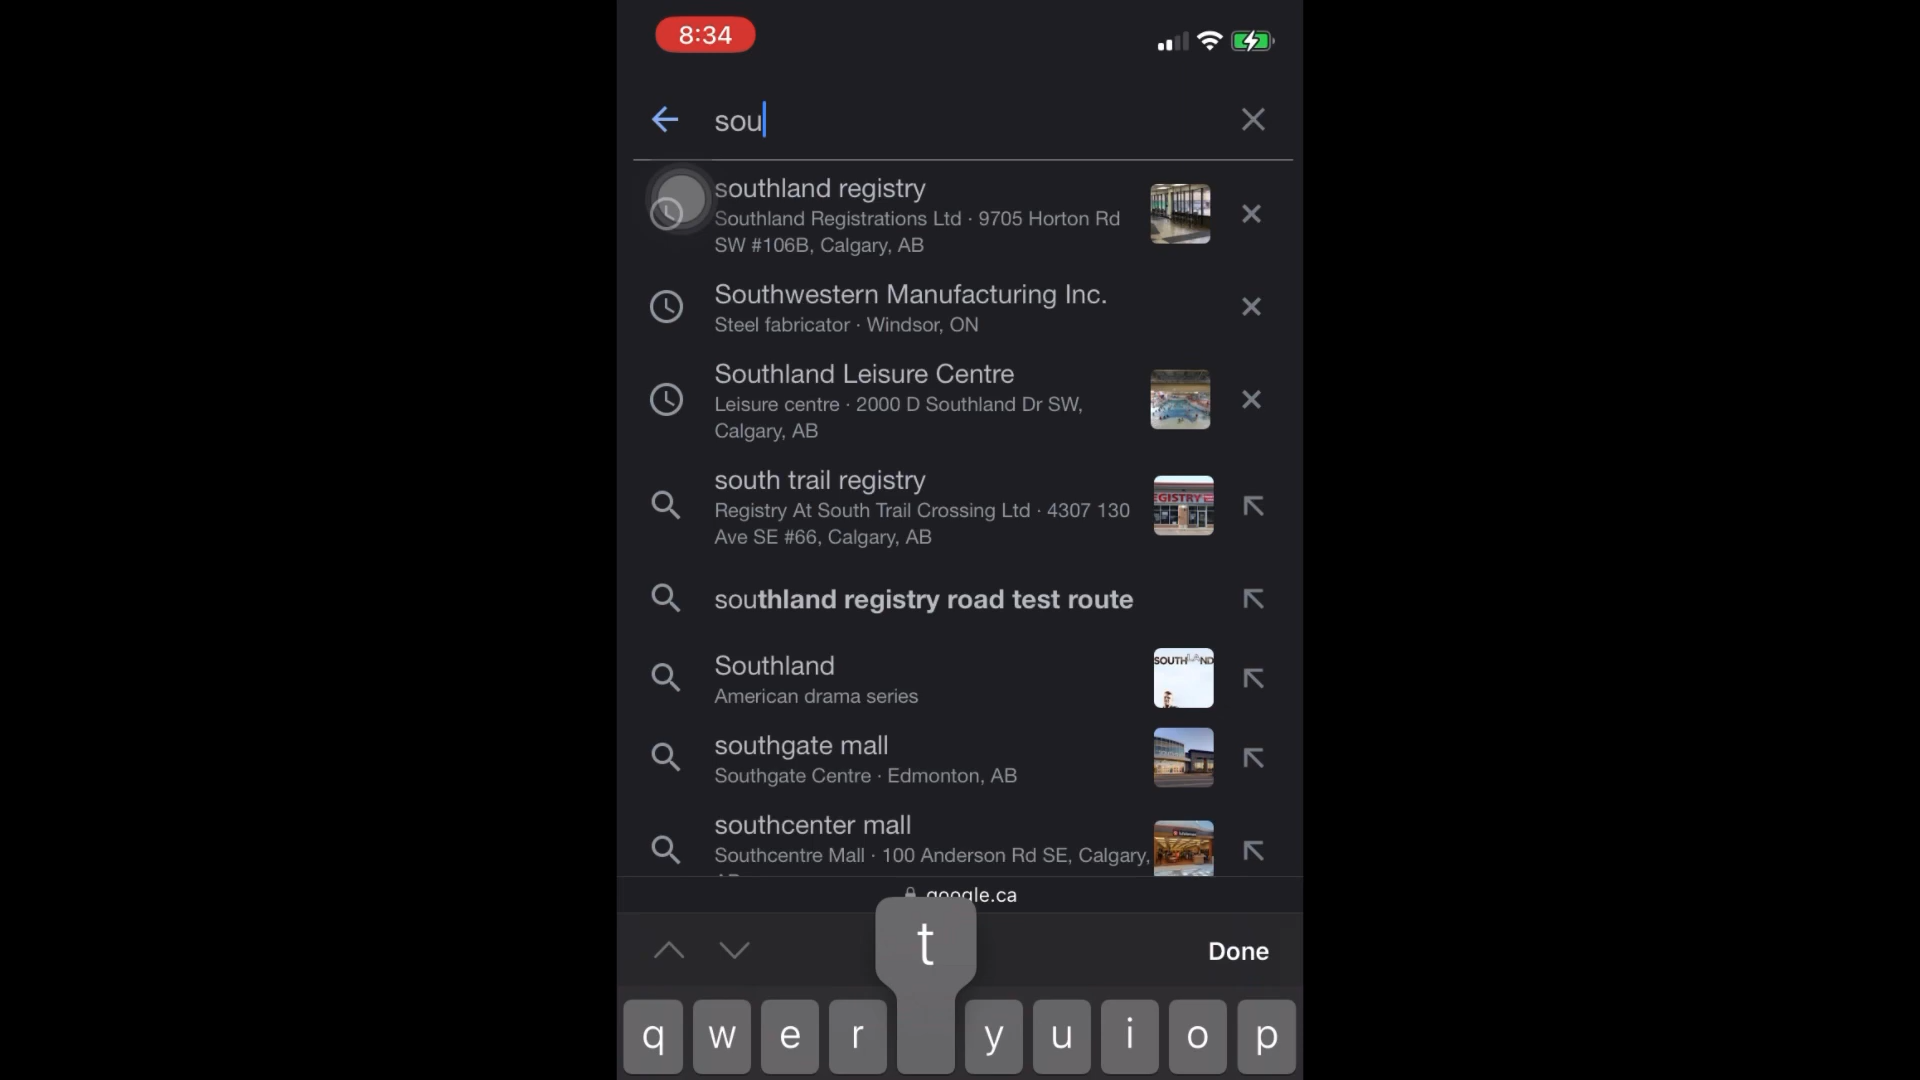 8:34
sou
southland registry
Southland Registrations Ltd · 9705 Horton Rd
SW #106B, Calgary, AB
Southwestern Manufacturing Inc.
Steel fabricator · Windsor, ON
Southland Leisure Centre
Leisure centre · 2000 D Southland Dr SW,
Calgary, AB
south trail registry
Registry At South Trail Crossing Ltd · 4307 130
Ave SE #66, Calgary, AB
EGISTRY
southland registry road test route
Southland
American drama series
SOUTHLAND
southgate mall
Southgate Centre · Edmonton, AB
southcenter mall
Southcentre Mall · 100 Anderson Rd SE, Calgary,
google.ca
t
Done
q w e r y u i o p